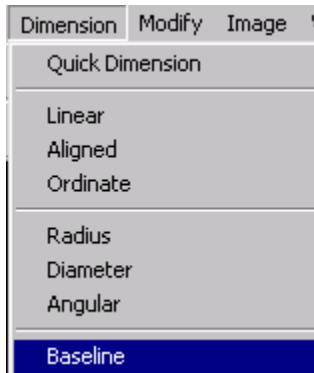 Dimension Modify Image
Quick Dimension
Linear
Aligned
Ordinate
Radius
Diameter
Angular
Baseline